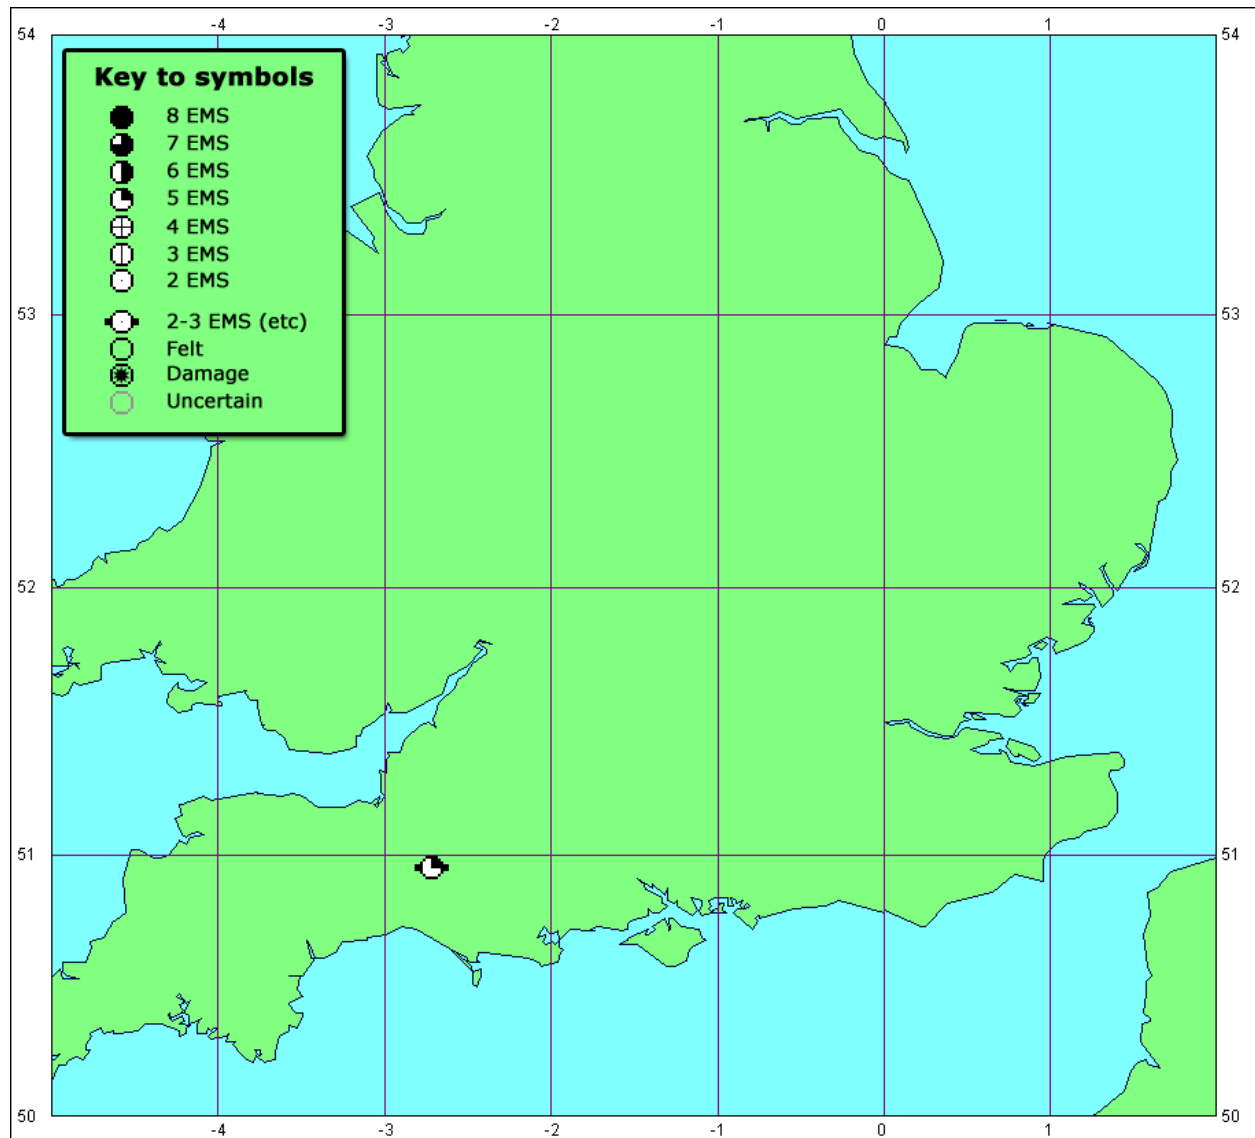 -4 -3 -2 -1 0 1
54 54
Key to symbols
8 EMS
7 EMS
6 EMS
5 EMS
4 EMS
3 EMS
2 EMS
2-3 EMS (etc)
Felt
Damage
Uncertain
53 53
52 52
51 51
50 50
-4 -3 -2 -1 0 1